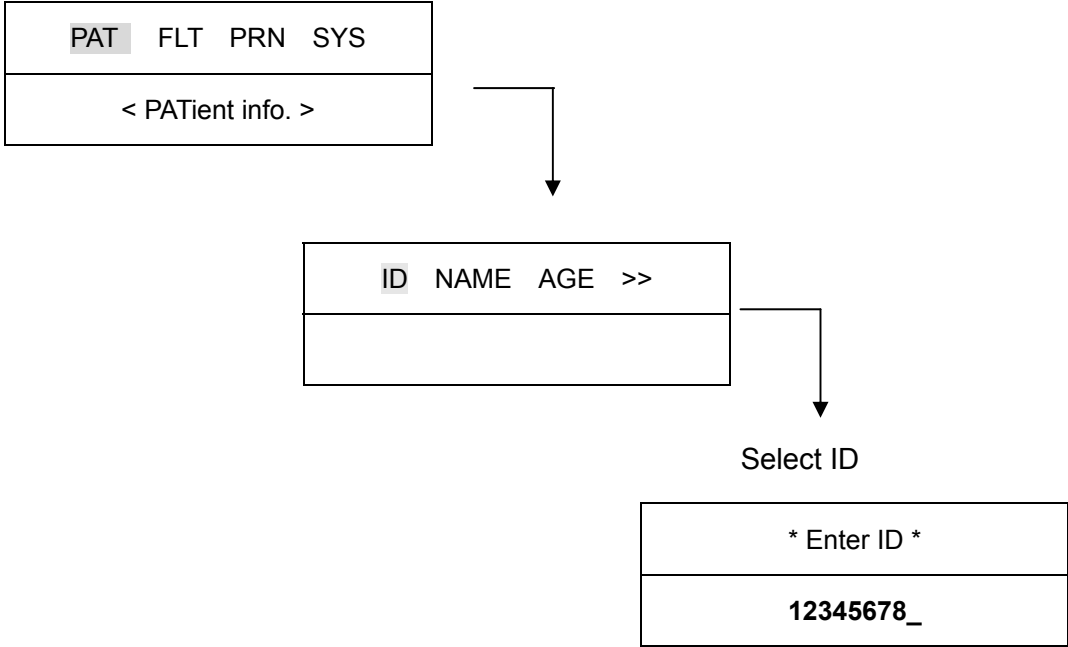 PAT FLT PRN SYS
< PATient info. >
ID NAME AGE >>
Select ID
* Enter ID *
12345678_